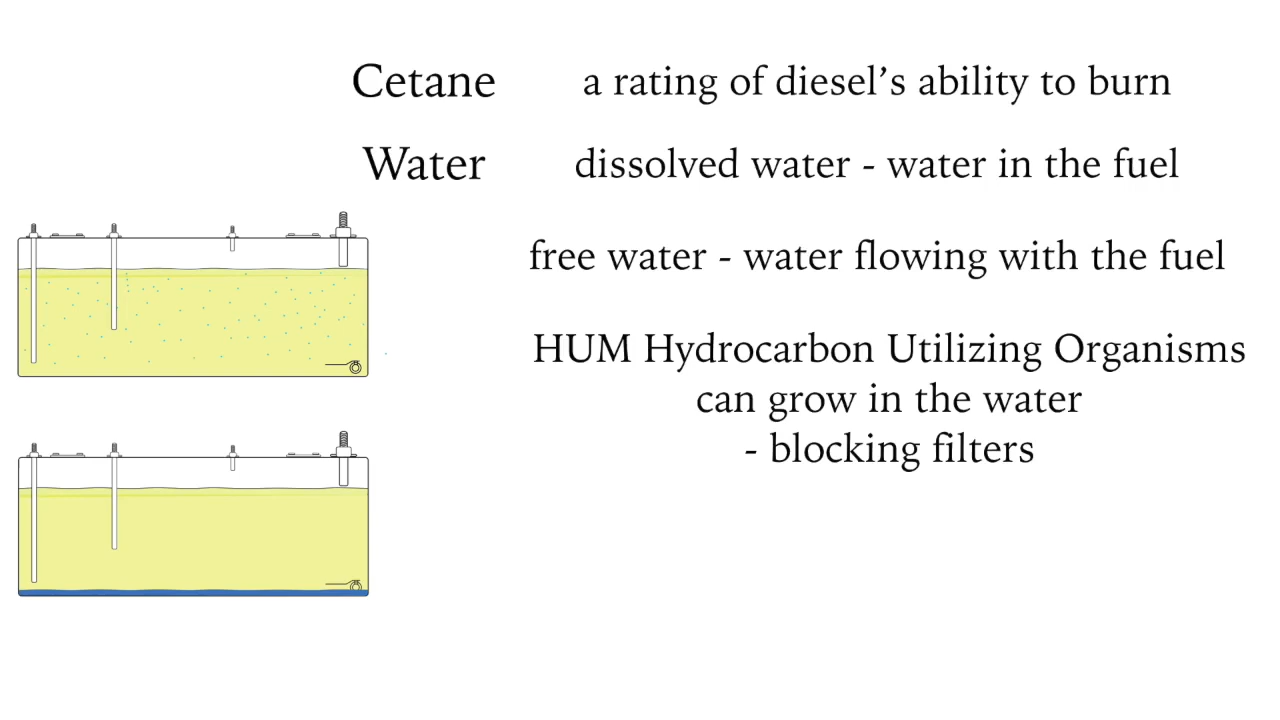 Cetane a rating of diesel’s ability to burn
Water dissolved water - water in the fuel
free water - water flowing with the fuel
HUM Hydrocarbon Utilizing Organisms
can grow in the water
- blocking filters